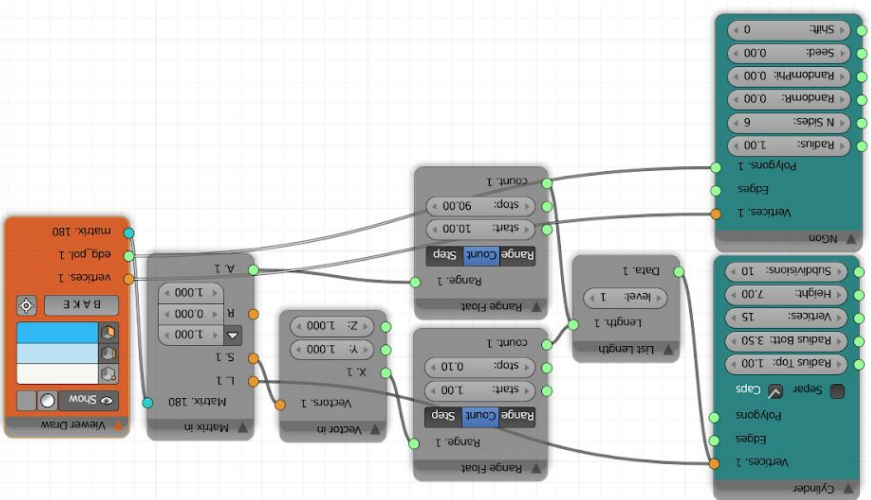 Cylinder
Vertices. 1
Edges
Polygons
Separ Caps
Radius Top: 1.00
Radius Bott: 3.50
Vertices: 15
Height: 7.00
Subdivisions: 10
NGon
Vertices. 1
Edges
Polygons. 1
Radius: 1.00
N Sides: 6
RandomR: 0.00
RandomPhi: 0.00
Seed: 0.00
Shift: 0
List Length
Length. 1
level: 1
Data. 1
Range Float
Range. 1
Range Count Step
start: 1.00
stop: 0.10
count. 1
Range Float
Range. 1
Range Count Step
start: 10.00
stop: 90.00
count. 1
Vector in
Vectors. 1
X. 1
Y: 1.000
Z: 1.000
Matrix in
Matrix. 180
L. 1
S. 1
1.000
R 0.000
1.000
A. 1
Viewer Draw
Show
BAKE
vertices. 1
edg_pol. 1
matrix. 180